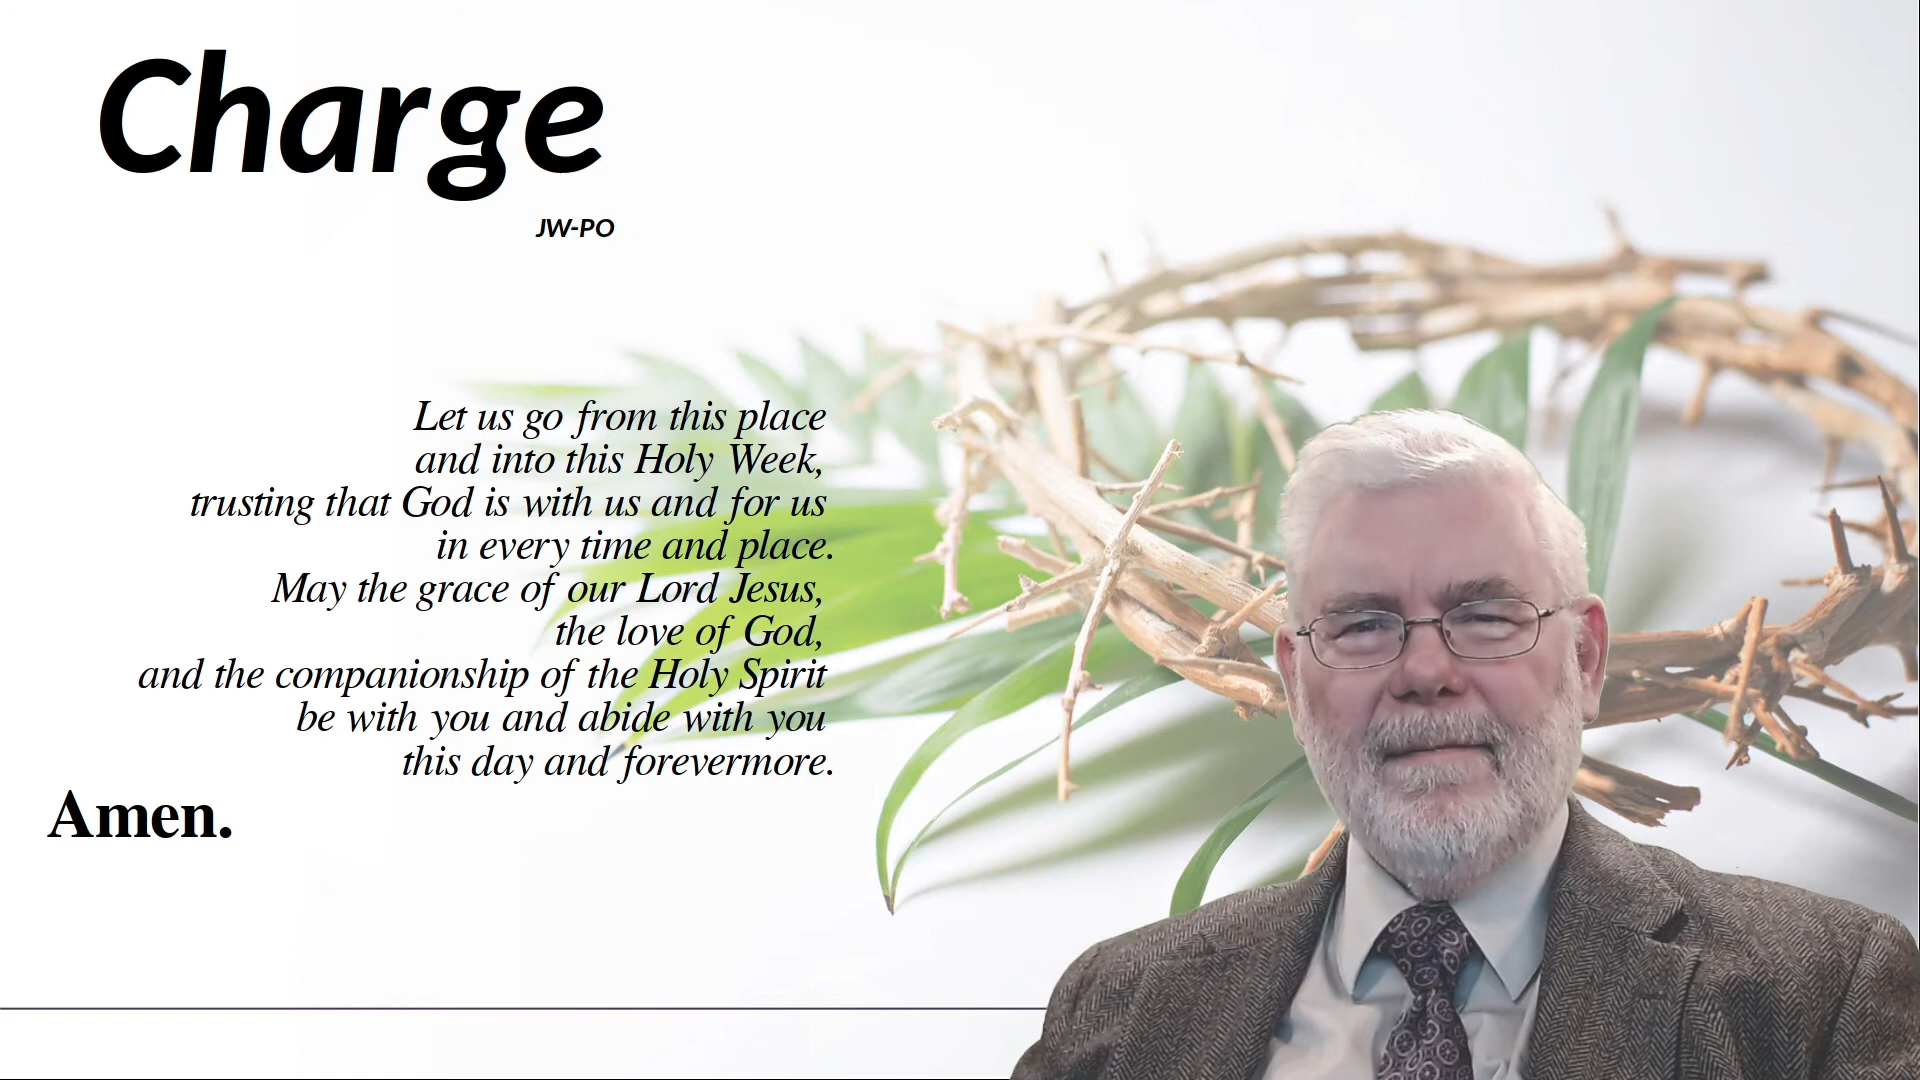 Charge
JW-PO
Let us go from this place
and into this Holy Week,
trusting that God is with us and for us
in every time and place.
May the grace of our Lord Jesus,
the love of God,
and the companionship of the Holy Spirit
be with you and abide with you
this day and forevermore.
Amen.